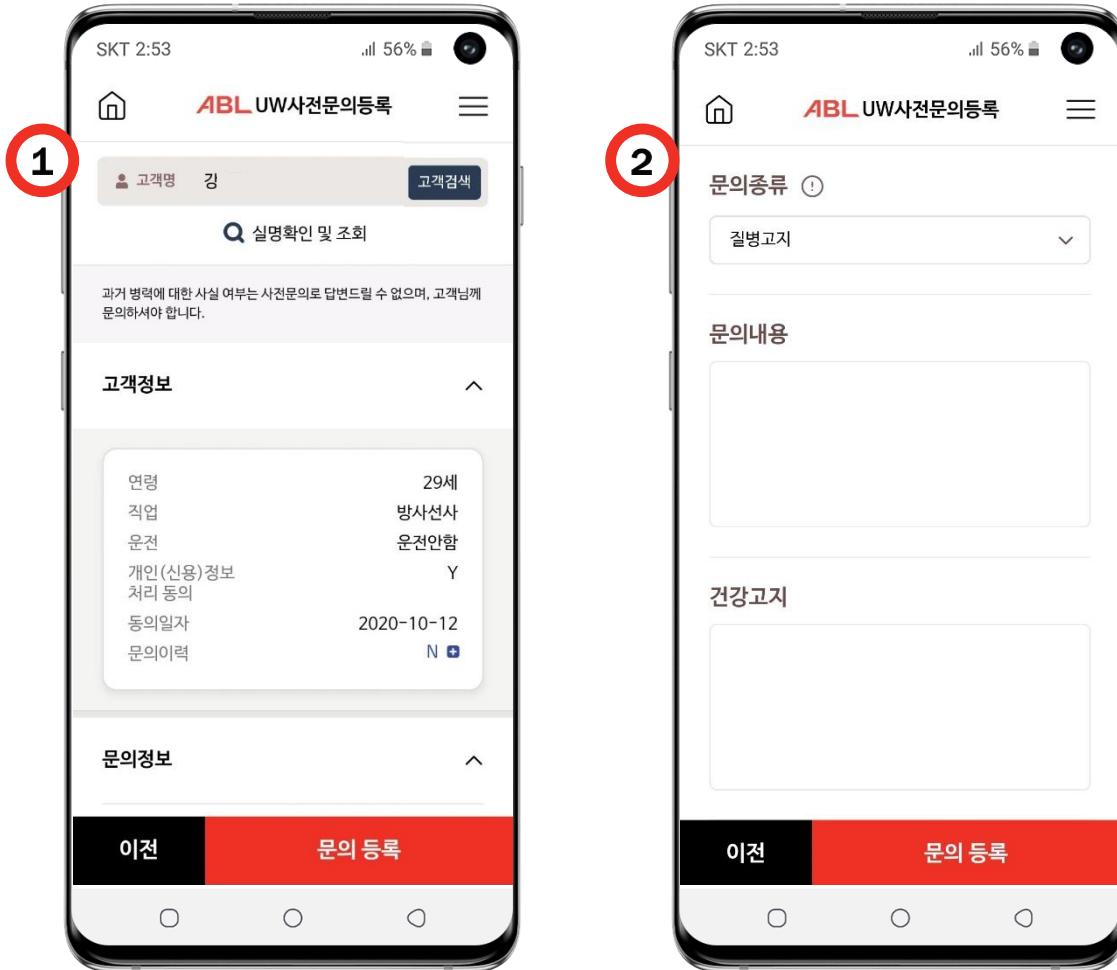 1
SKT 2:53
56%
ABL UW사전문의등록
고객명 강
고객검색
실명확인 및 조회
과거 병력에 대한 사실 여부는 사전문의로 답변드릴 수 없으며, 고객님께
문의하셔야 합니다.
고객정보
연령 29세
직업 방사선사
운전 운전안함
개인(신용)정보 Y
처리 동의
동의일자 2020-10-12
문의이력 N
문의정보
이전 문의 등록
2
SKT 2:53
56%
ABL UW사전문의등록
문의종류
질병고지
문의내용
건강고지
이전 문의 등록